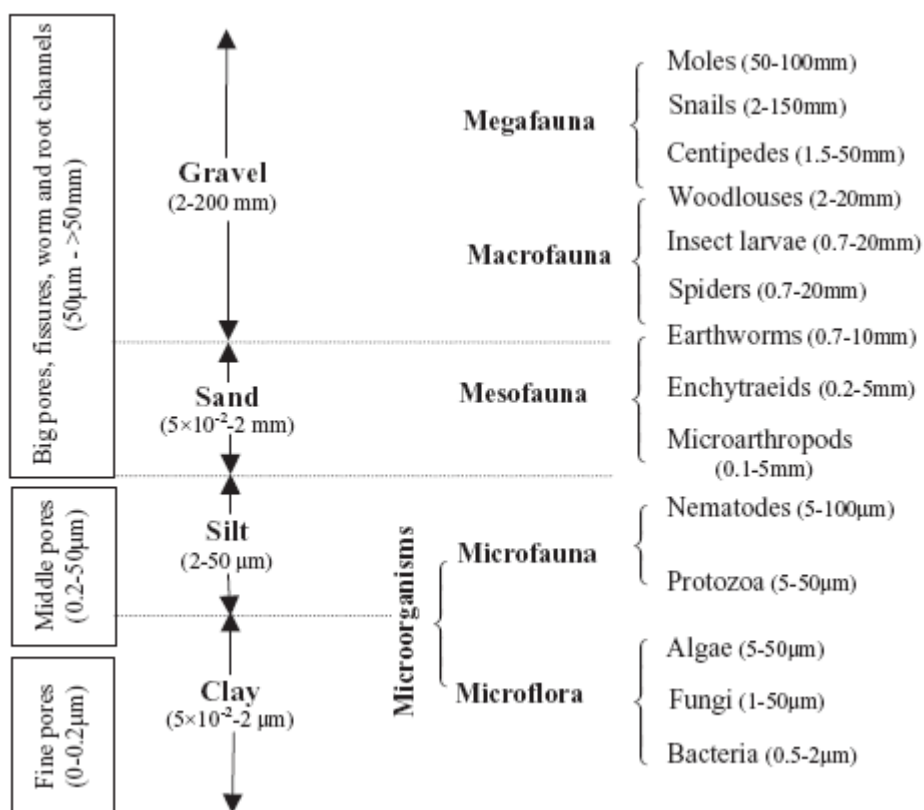 Big pores, fissures, worm and root channels
(50μm - >50mm)
Middle pores
(0.2-50μm)
Fine pores
(0-0.2μm)
Gravel
(2-200 mm)
Sand
(5×10⁻²-2 mm)
Silt
(2-50 μm)
Clay
(5×10⁻²-2 μm)
Microorganisms
Megafauna
Moles (50-100mm)
Snails (2-150mm)
Centipedes (1.5-50mm)
Macrofauna
Woodlouses (2-20mm)
Insect larvae (0.7-20mm)
Spiders (0.7-20mm)
Mesofauna
Earthworms (0.7-10mm)
Enchytraeids (0.2-5mm)
Microarthropods
(0.1-5mm)
Microfauna
Nematodes (5-100μm)
Protozoa (5-50μm)
Microflora
Algae (5-50μm)
Fungi (1-50μm)
Bacteria (0.5-2μm)